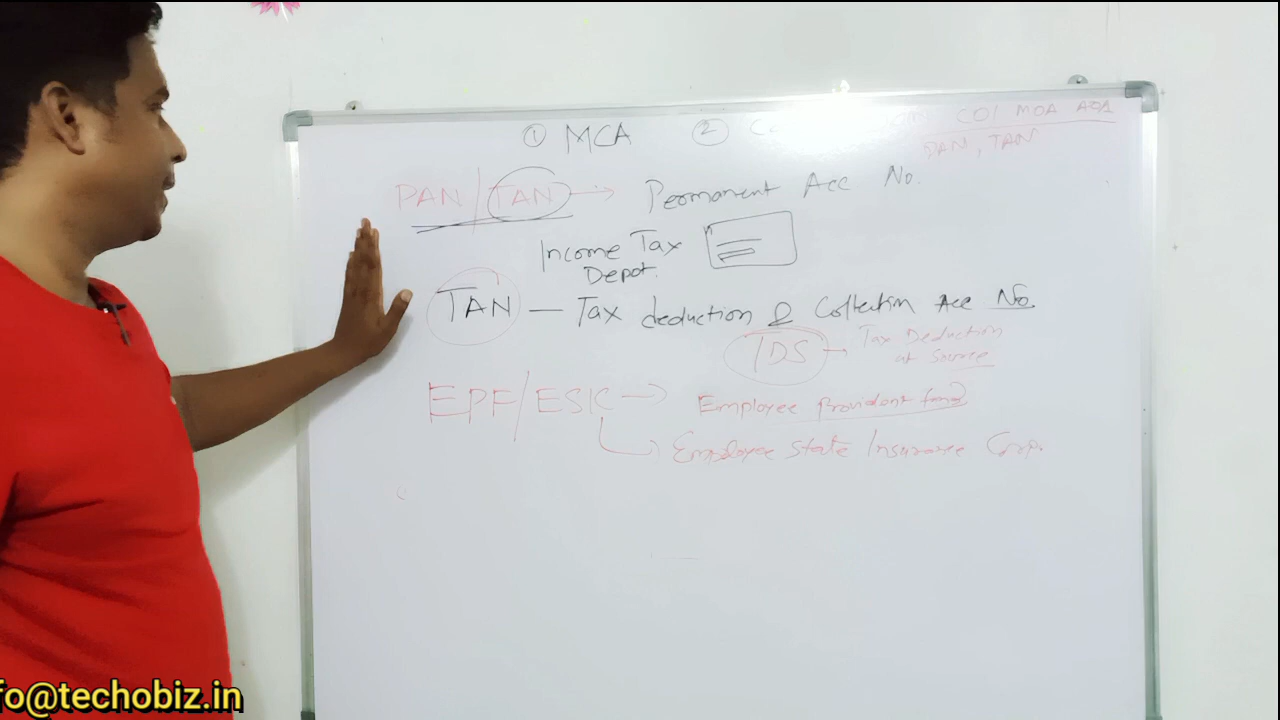 ① MCA ② COI MOA AOA
PAN, TAN
PAN/TAN → Permanent Acc No.
Income Tax
Depot.
TAN — Tax deduction & Collection Acc No.
TDS → Tax Deduction
at Source
EPF/ESIC → Employee Provident fund
Employee State Insurance Corp.
fo@techobiz.in